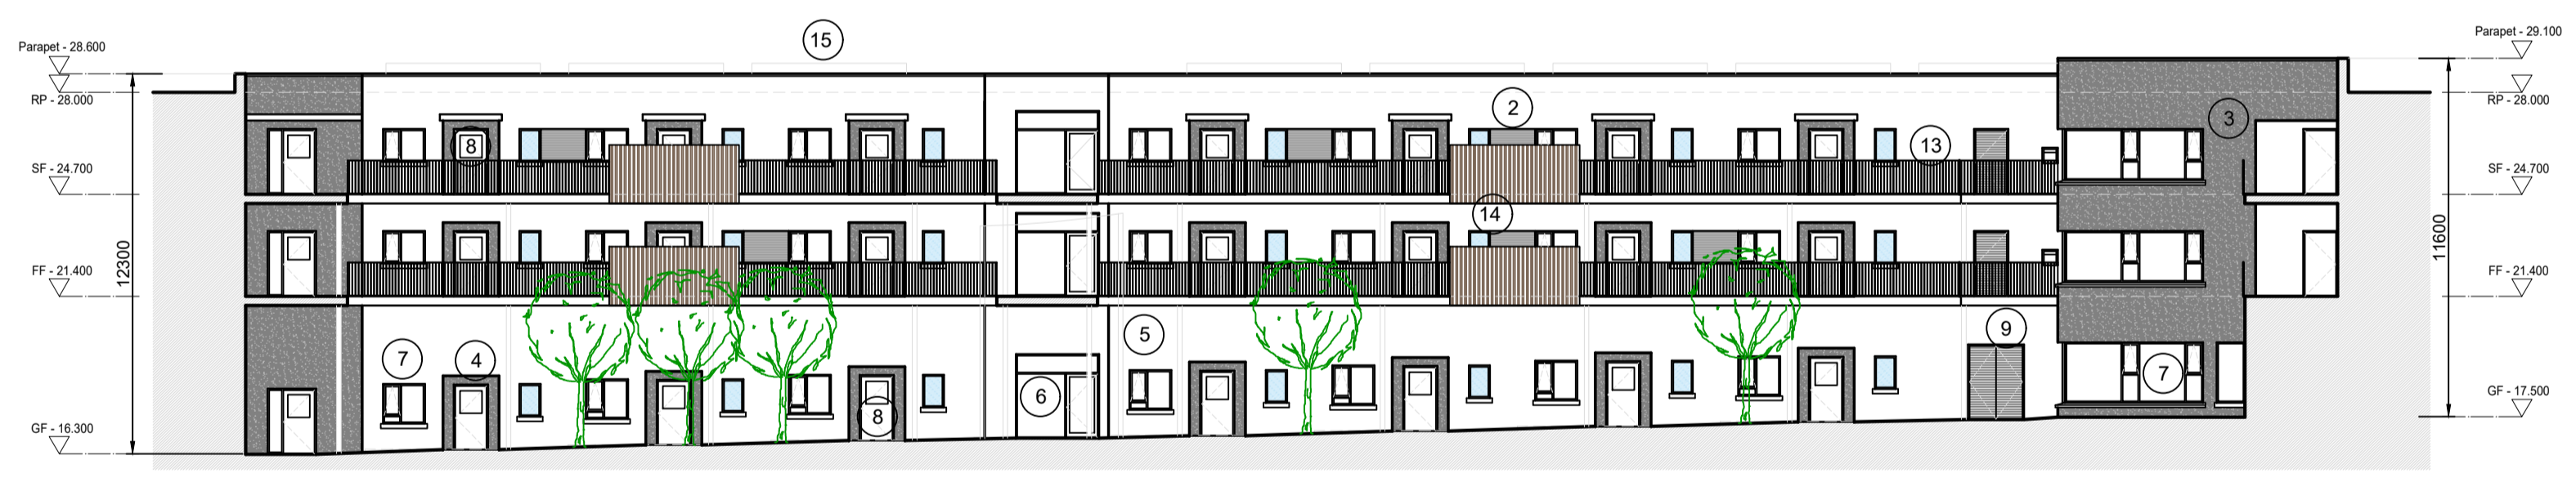 Parapet - 28.600
RP - 28.000
SF - 24.700
FF - 21.400
GF - 16.300
12300
15
8
2
13
3
14
7
4
8
6
5
9
7
Parapet - 29.100
RP - 28.000
SF - 24.700
FF - 21.400
GF - 17.500
11600